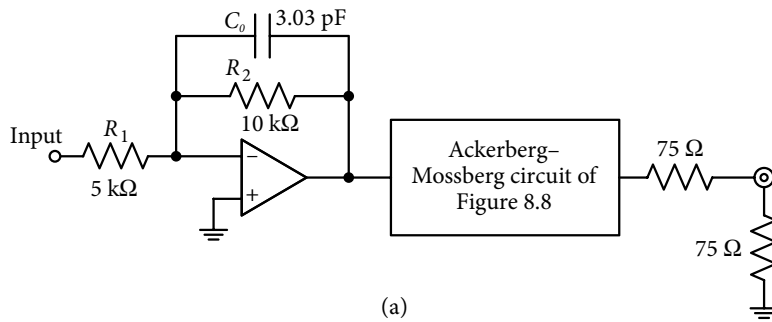 C₀ 3.03 pF
R₂
10 kΩ
Input
R₁
5 kΩ
−
+
Ackerberg–
Mossberg circuit of
Figure 8.8
75 Ω
75 Ω
(a)